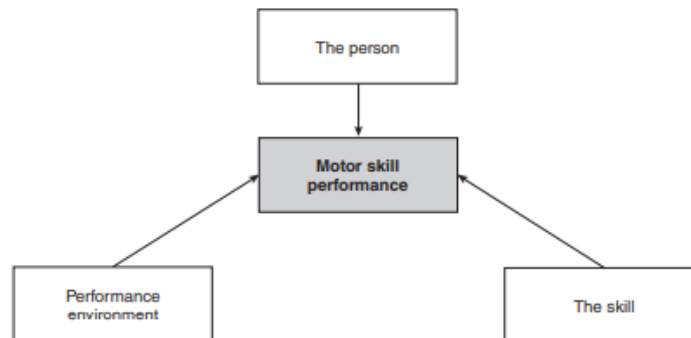 The person
Motor skill
performance
Performance
environment
The skill